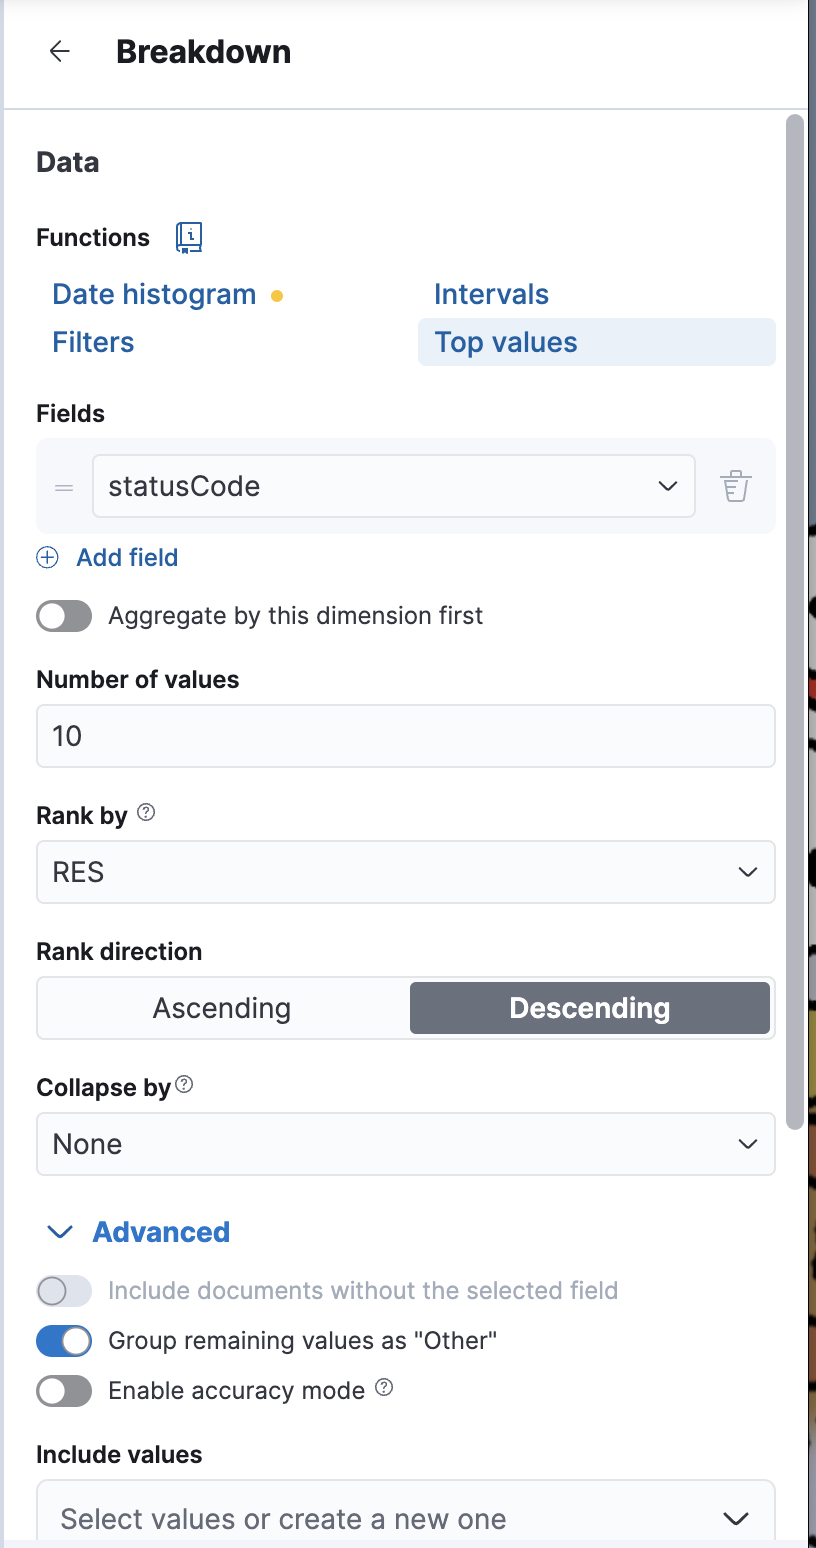 Breakdown
Data
Functions
Date histogram
Intervals
Filters
Top values
Fields
statusCode
Add field
Aggregate by this dimension first
Number of values
10
Rank by
RES
Rank direction
Ascending
Descending
Collapse by
None
Advanced
Include documents without the selected field
Group remaining values as "Other"
Enable accuracy mode
Include values
Select values or create a new one